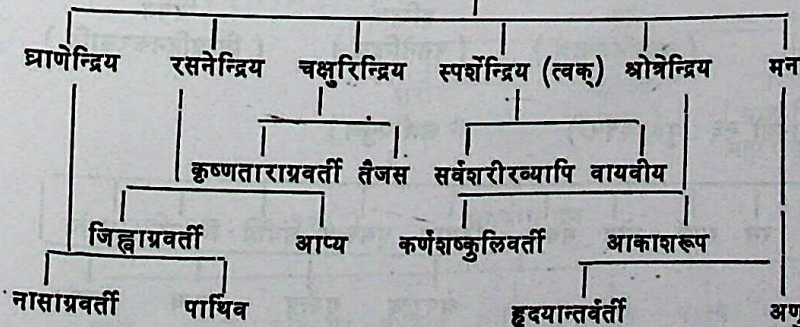 घ्राणेन्द्रिय रसनेन्द्रिय चक्षुरिन्द्रिय स्पर्शेन्द्रिय (त्वक्) श्रोत्रेन्द्रिय मन
कृष्णताराग्रवर्ती तैजस सर्वशरीरव्यापि वायवीय
जिह्वाग्रवर्ती आप्य कर्णशष्कुलिवर्ती आकाशरूप
नासाग्रवर्ती पार्थिव हृदयान्तर्वर्ती अणु